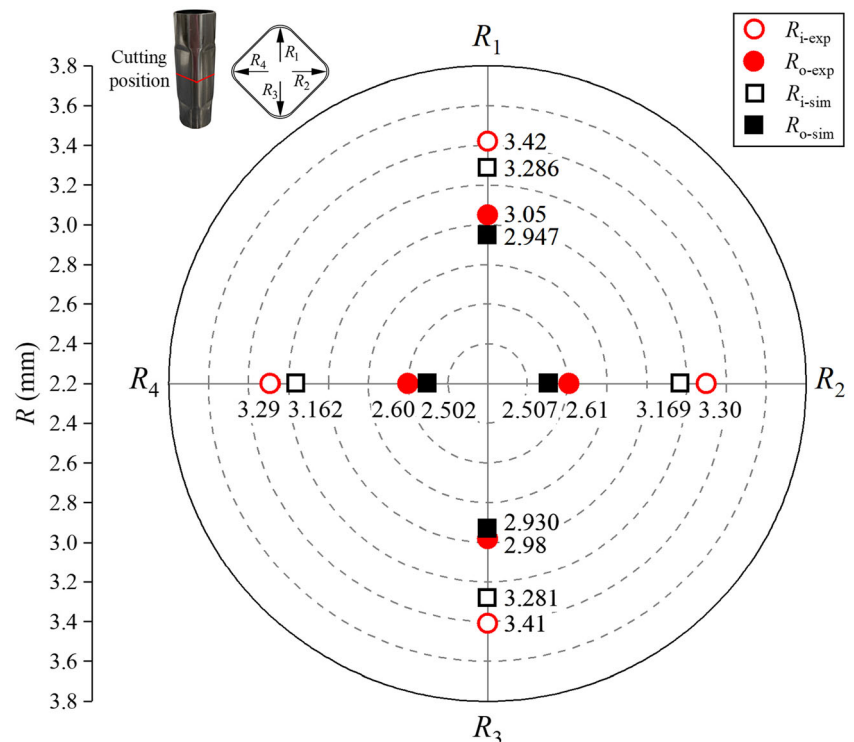 Cutting
position
R1
R2
R3
R4
Ri-exp
Ro-exp
Ri-sim
Ro-sim
R1
R (mm)
3.8
3.6
3.4
3.2
3.0
2.8
2.6
2.4
2.2
2.4
2.6
2.8
3.0
3.2
3.4
3.6
3.8
3.42
3.286
3.05
2.947
R4
R2
3.29 3.162 2.60 2.502 2.507 2.61 3.169 3.30
2.930
2.98
3.281
3.41
R3